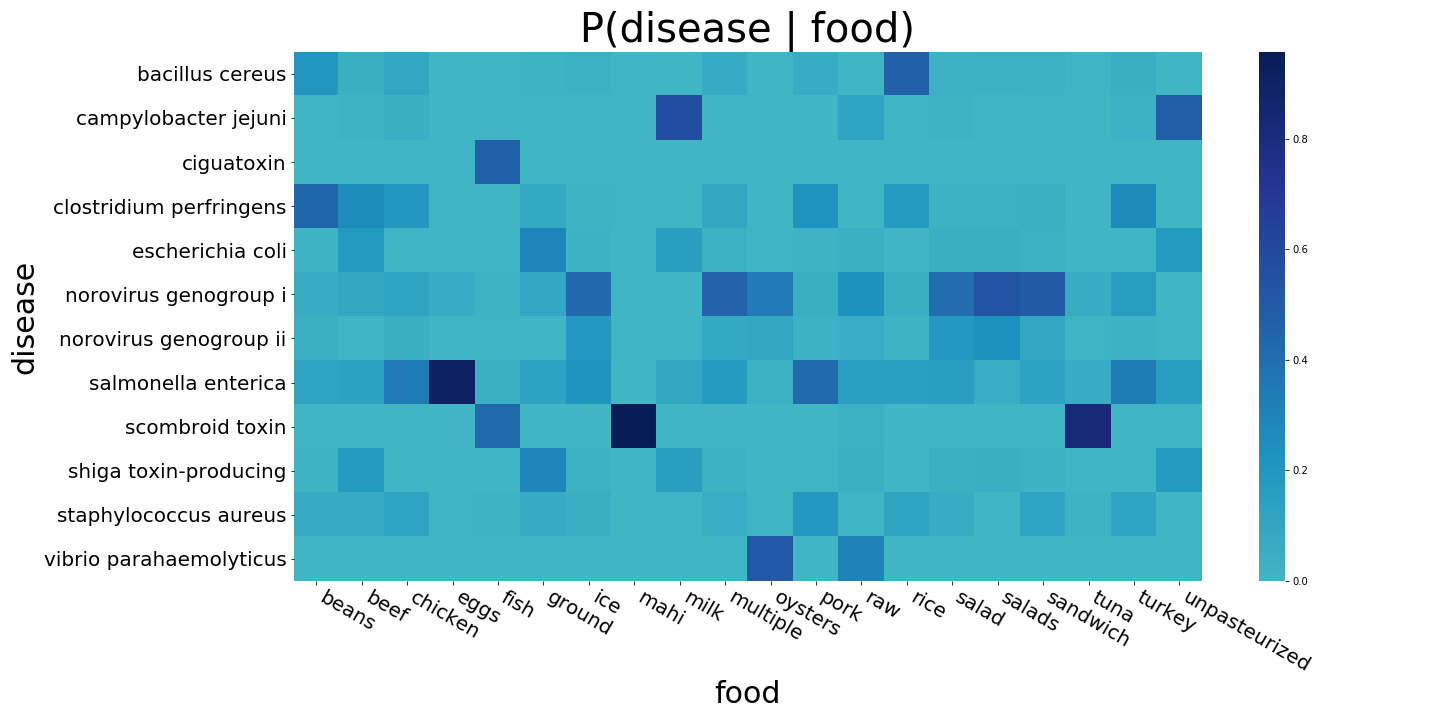 P(disease | food)
disease
bacillus cereus
campylobacter jejuni
ciguatoxin
clostridium perfringens
escherichia coli
norovirus genogroup i
norovirus genogroup ii
salmonella enterica
scombroid toxin
shiga toxin-producing
staphylococcus aureus
vibrio parahaemolyticus
beans
beef
chicken
eggs
fish
ground
ice
mahi
milk
multiple
oysters
pork
raw
rice
salad
salads
sandwich
tuna
turkey
unpasteurized
food
0.8
0.6
0.4
0.2
0.0